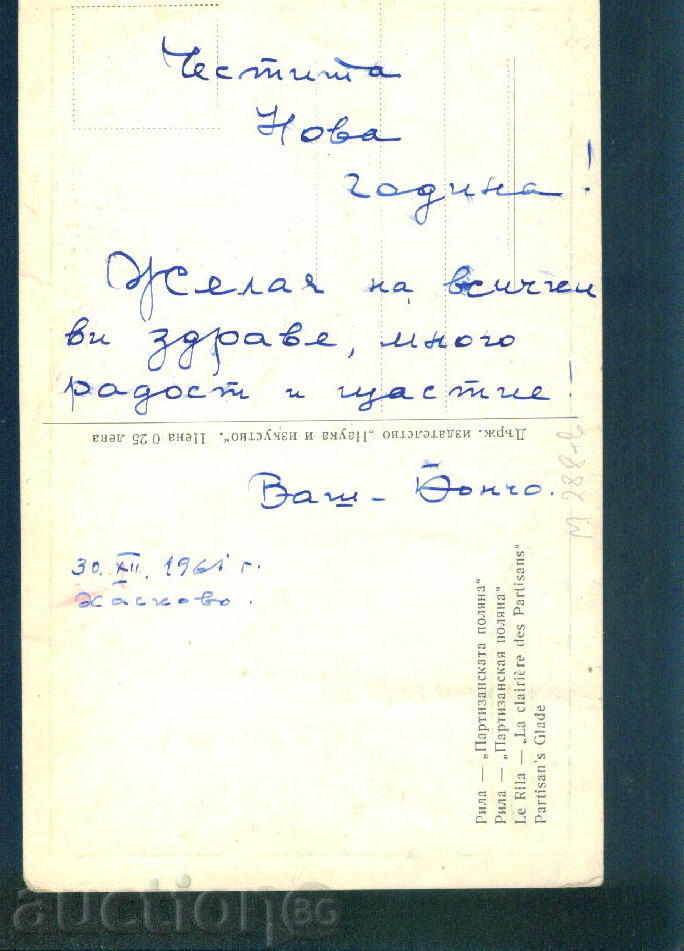 Честита
Нова
година!
Желая на всички
ви здраве, много
радост и щастие!
Държ. издателство „Наука и изкуство“. Цена 0 25 лева
Ваш - Йончо.
30. XII. 1961 г.
Хасково.
М 288-е
Рила — „Партизанската поляна“
Рила — „Партизанская поляна“
Le Rila — „La clairière des Partisans“
Partisan's Glade
auctionBG